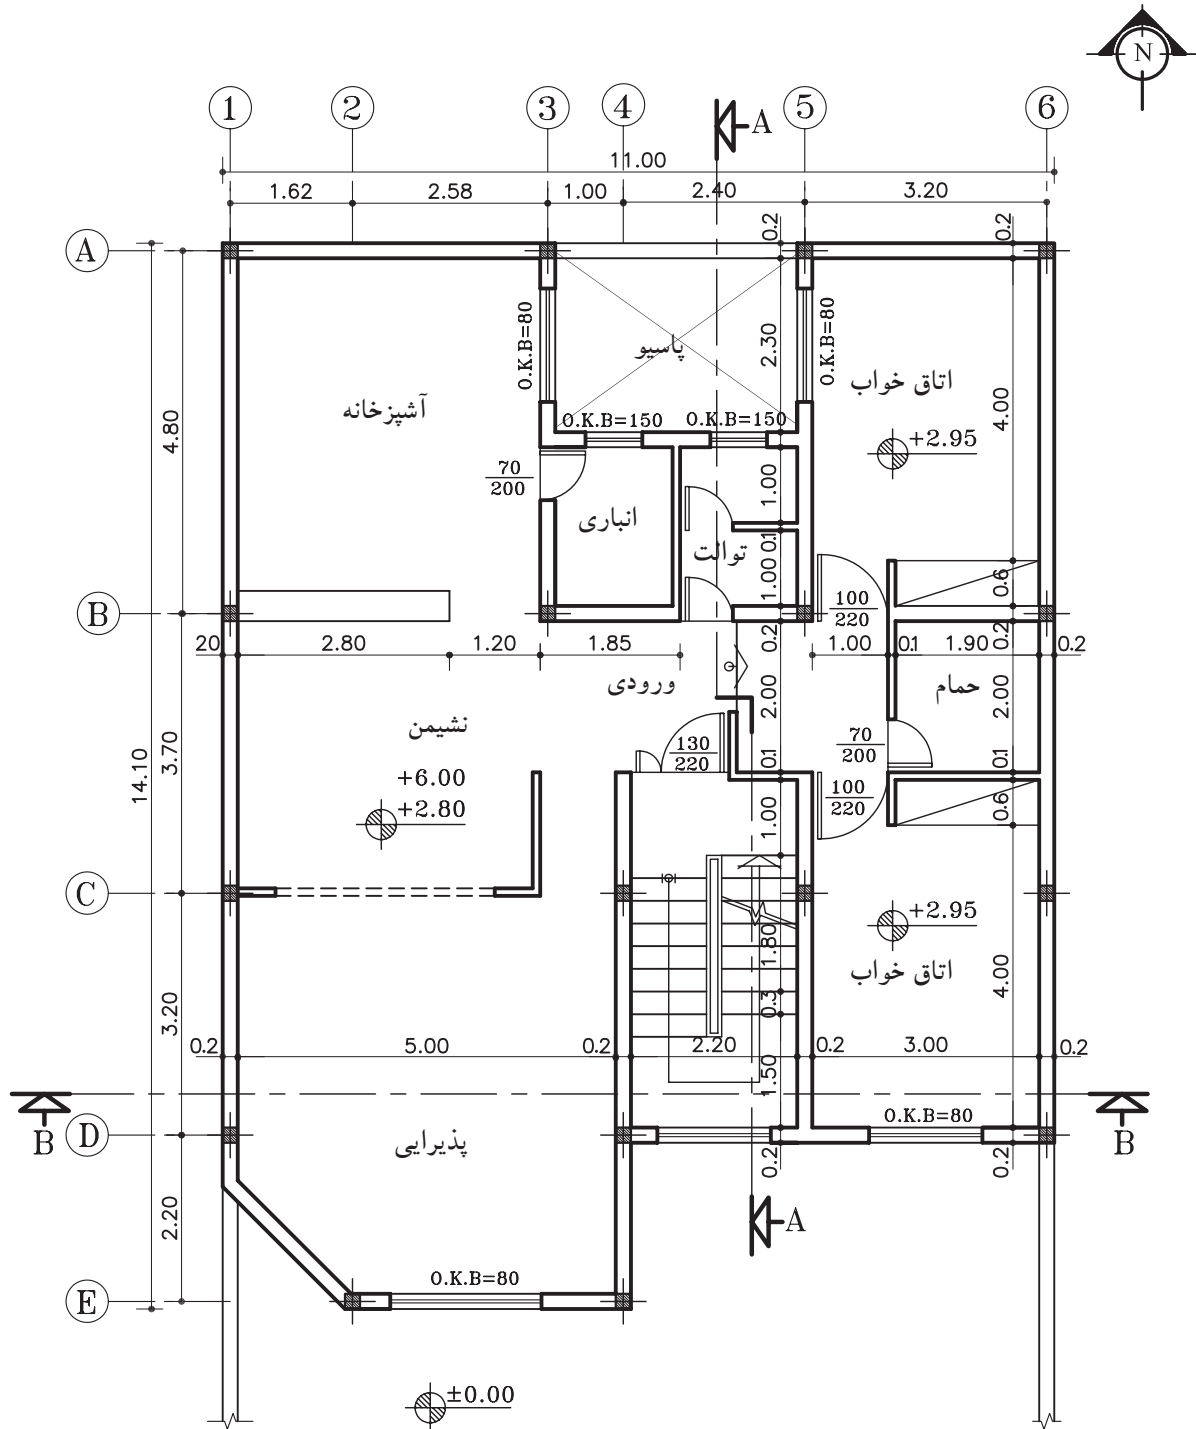 N
1 2 3 4 5 6
A
11.00
1.62 2.58 1.00 2.40 3.20
0.2 0.2
A
O.K.B=80
پاسیو
2.30
O.K.B=80
اتاق خواب
4.00
آشپزخانه
4.80
O.K.B=150 O.K.B=150
+2.95
70
200
1.00
انباری
توالت
0.1
1.00
0.6
100
220
B
20 2.80 1.20 1.85 0.2 1.00 0.1 1.90 0.2 0.2
ورودی
حمام
2.00 2.00
نشیمن
3.70
14.10
130
220
70
200
0.1 0.1
+6.00
+2.80
100
220
1.00
0.6
C
+2.95
1.80
اتاق خواب
4.00
3.20
0.3
0.2 5.00 0.2 2.20 0.2 3.00 0.2
1.50
B B
D
O.K.B=80
پذیرایی
0.2 0.2
2.20
A
O.K.B=80
E
±0.00